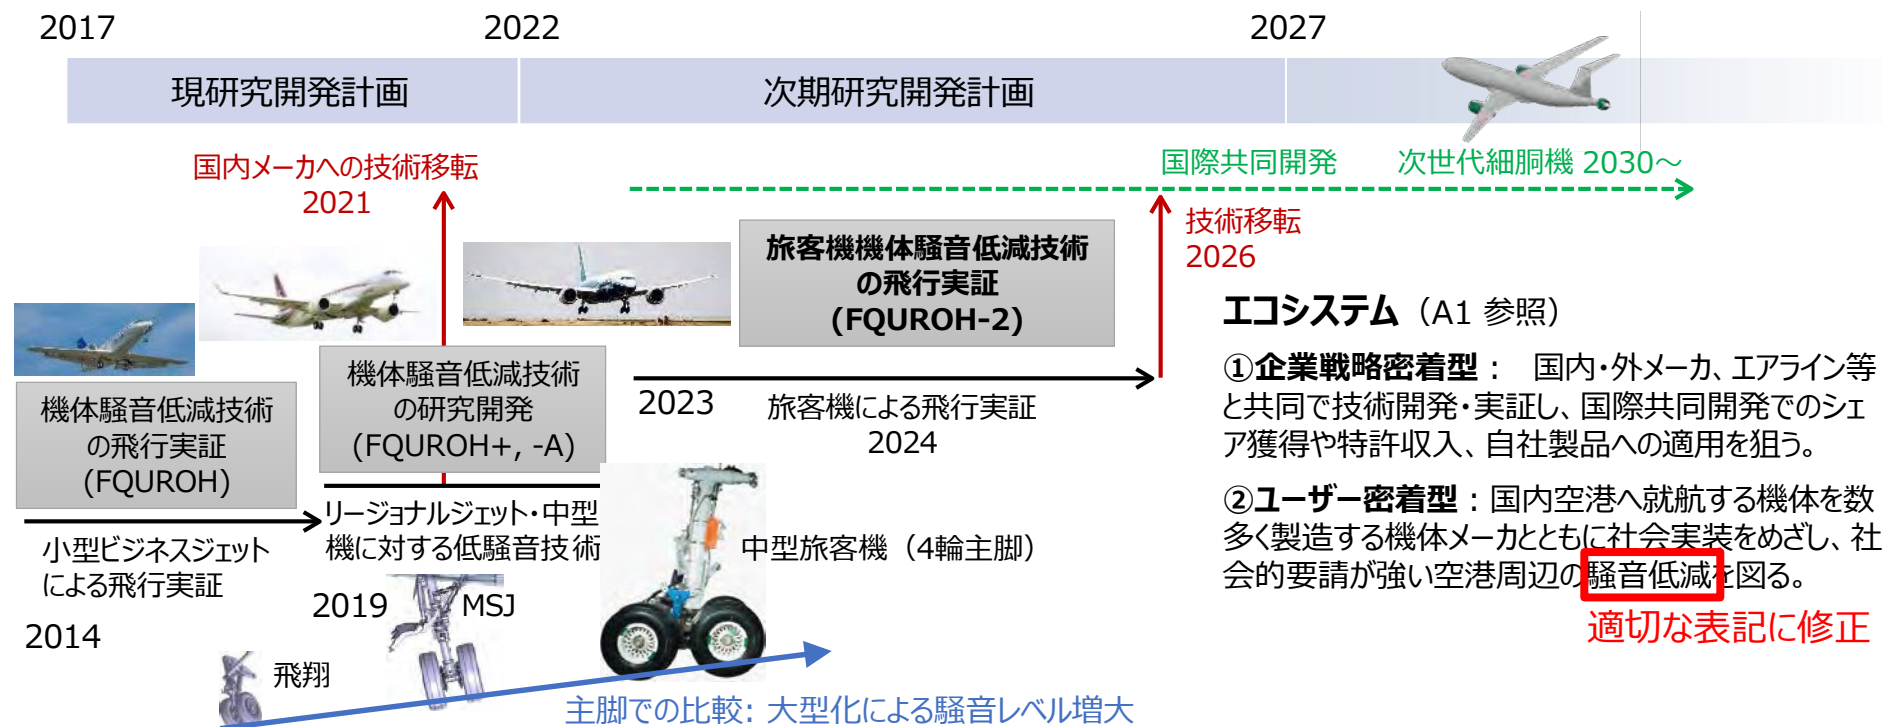 2017
2022
2027
現研究開発計画
次期研究開発計画
国内メーカへの技術移転
2021
国際共同開発
次世代細胴機 2030～
技術移転
2026
旅客機機体騒音低減技術
の飛行実証
(FQUROH-2)
機体騒音低減技術
の研究開発
(FQUROH+, -A)
機体騒音低減技術
の飛行実証
(FQUROH)
2023
旅客機による飛行実証
2024
リージョナルジェット・中型
機に対する低騒音技術
小型ビジネスジェット
による飛行実証
2014
2019
MSJ
飛翔
中型旅客機（4輪主脚）
主脚での比較: 大型化による騒音レベル増大
エコシステム（A1 参照）
①企業戦略密着型：　国内・外メーカ、エアライン等
と共同で技術開発・実証し、国際共同開発でのシェ
ア獲得や特許収入、自社製品への適用を狙う。
②ユーザー密着型：国内空港へ就航する機体を数
多く製造する機体メーカとともに社会実装をめざし、社
会的要請が強い空港周辺の騒音低減を図る。
適切な表記に修正